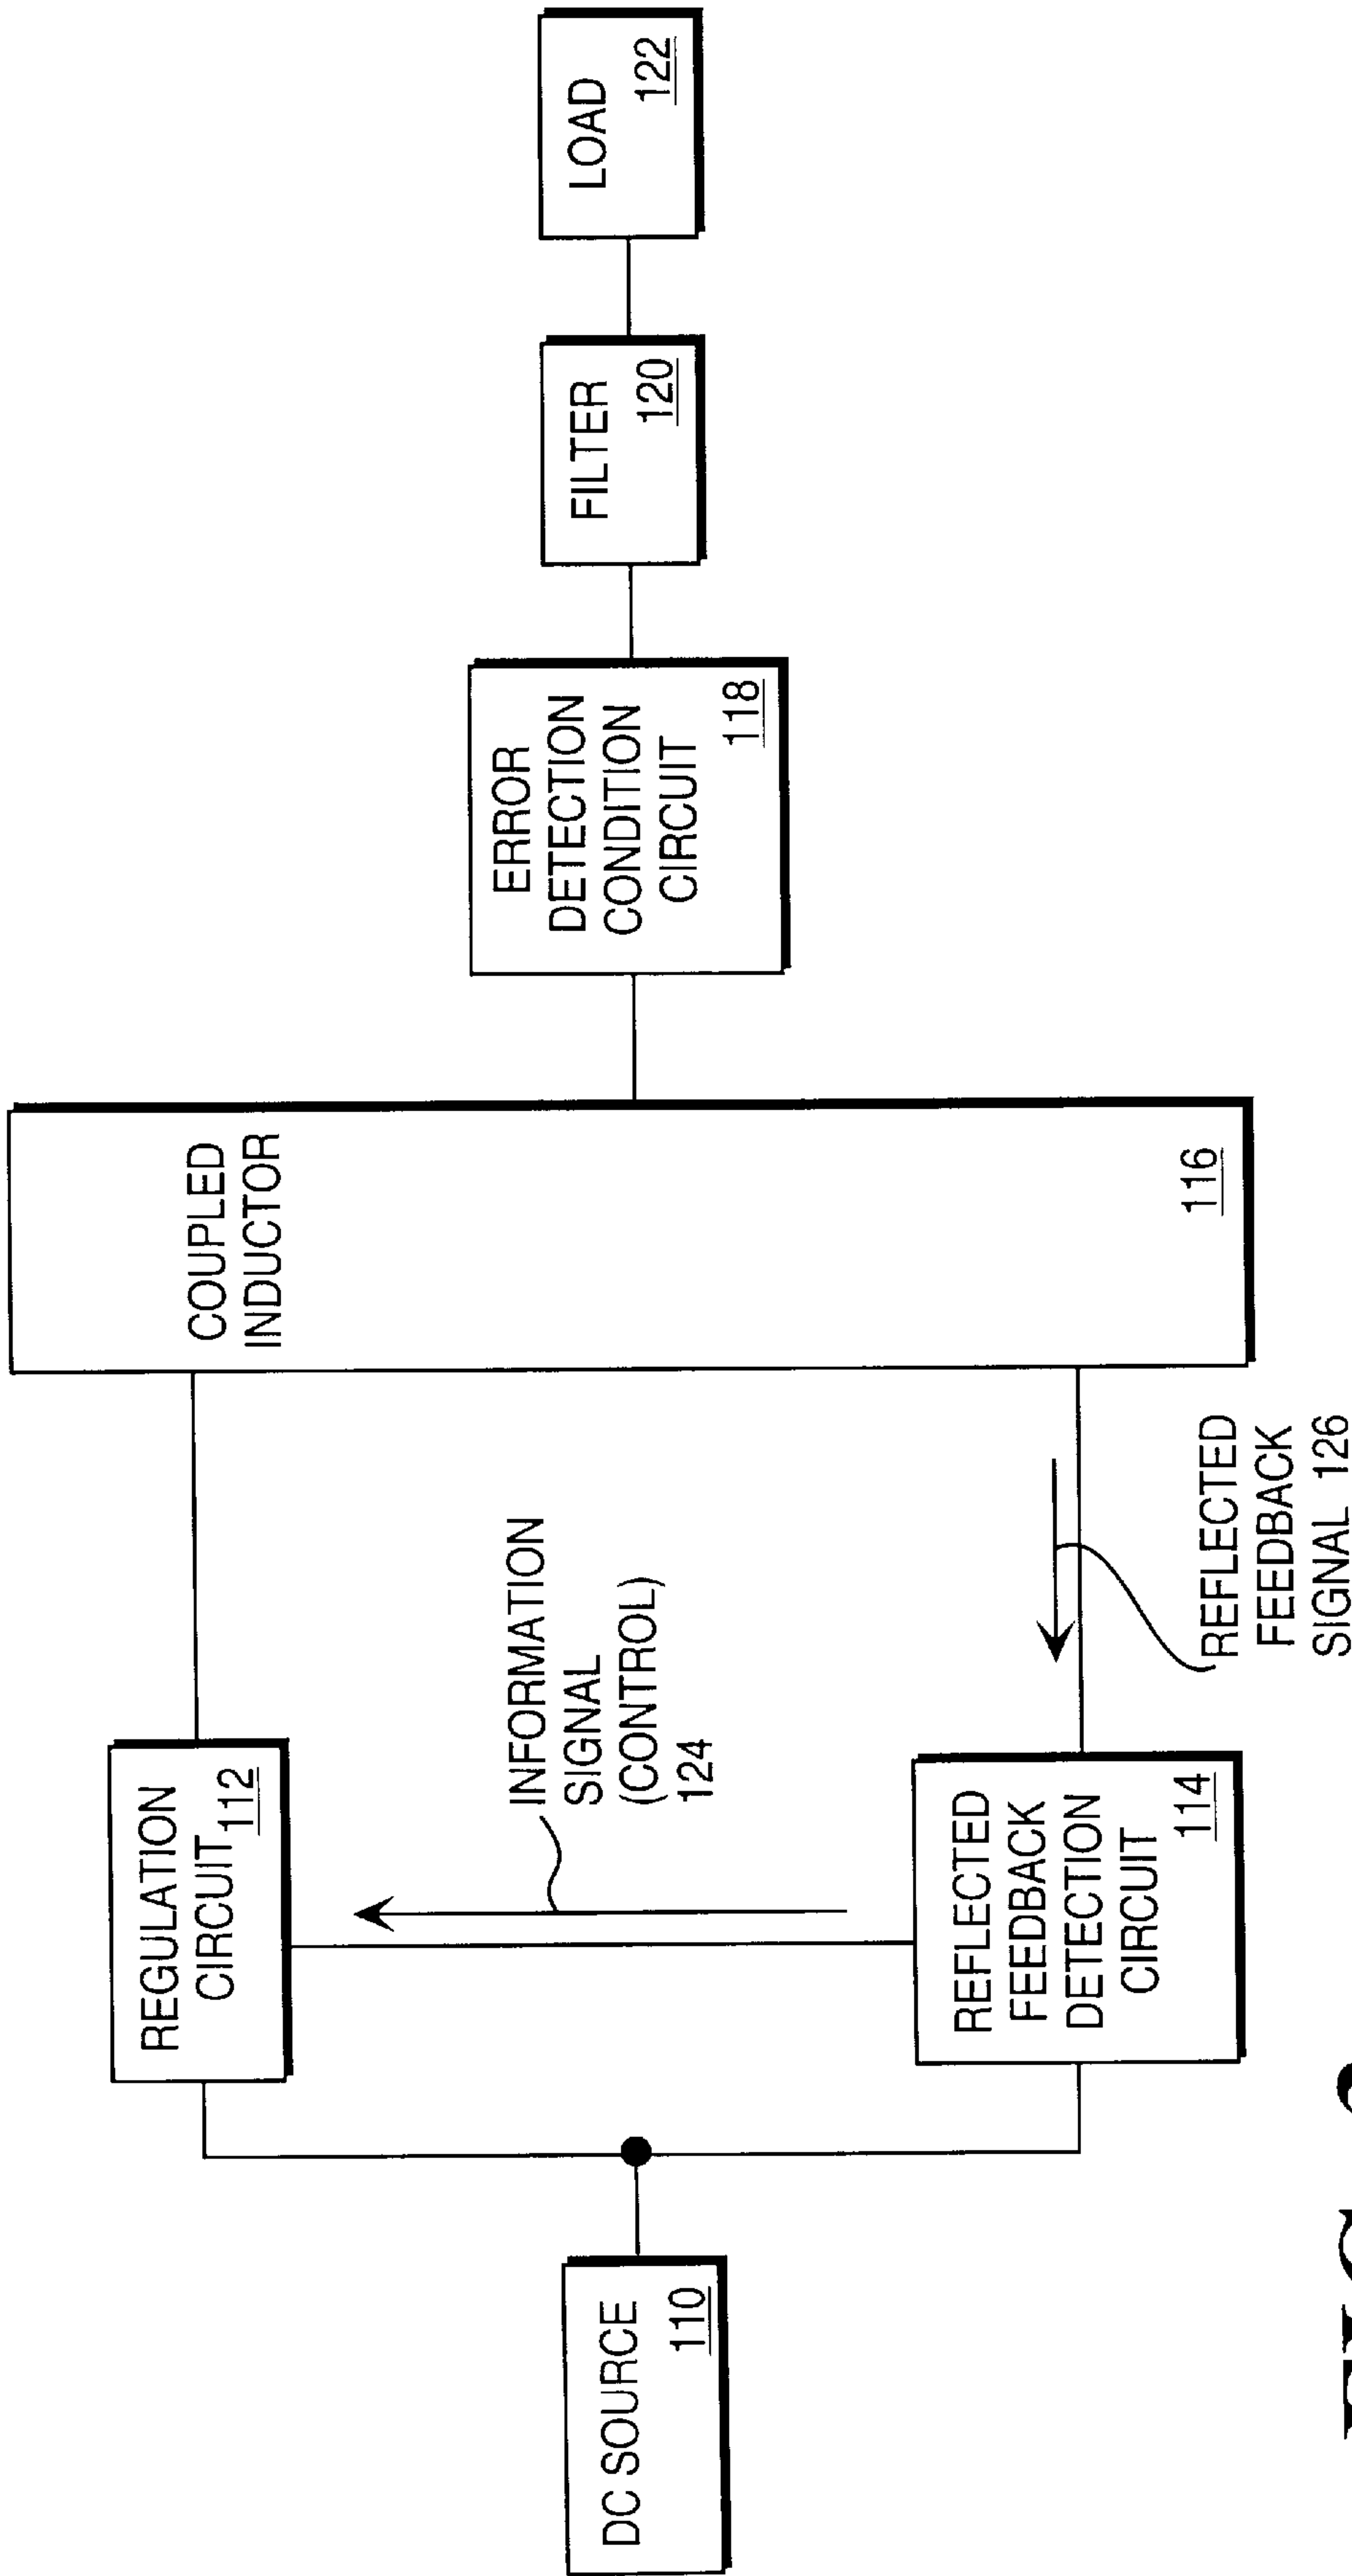 DC SOURCE
110
REGULATION
CIRCUIT 112
INFORMATION
SIGNAL
(CONTROL)
124
REFLECTED
FEEDBACK
DETECTION
CIRCUIT
114
REFLECTED
FEEDBACK
SIGNAL 126
COUPLED
INDUCTOR
116
ERROR
DETECTION
CONDITION
CIRCUIT
118
FILTER
120
LOAD
122